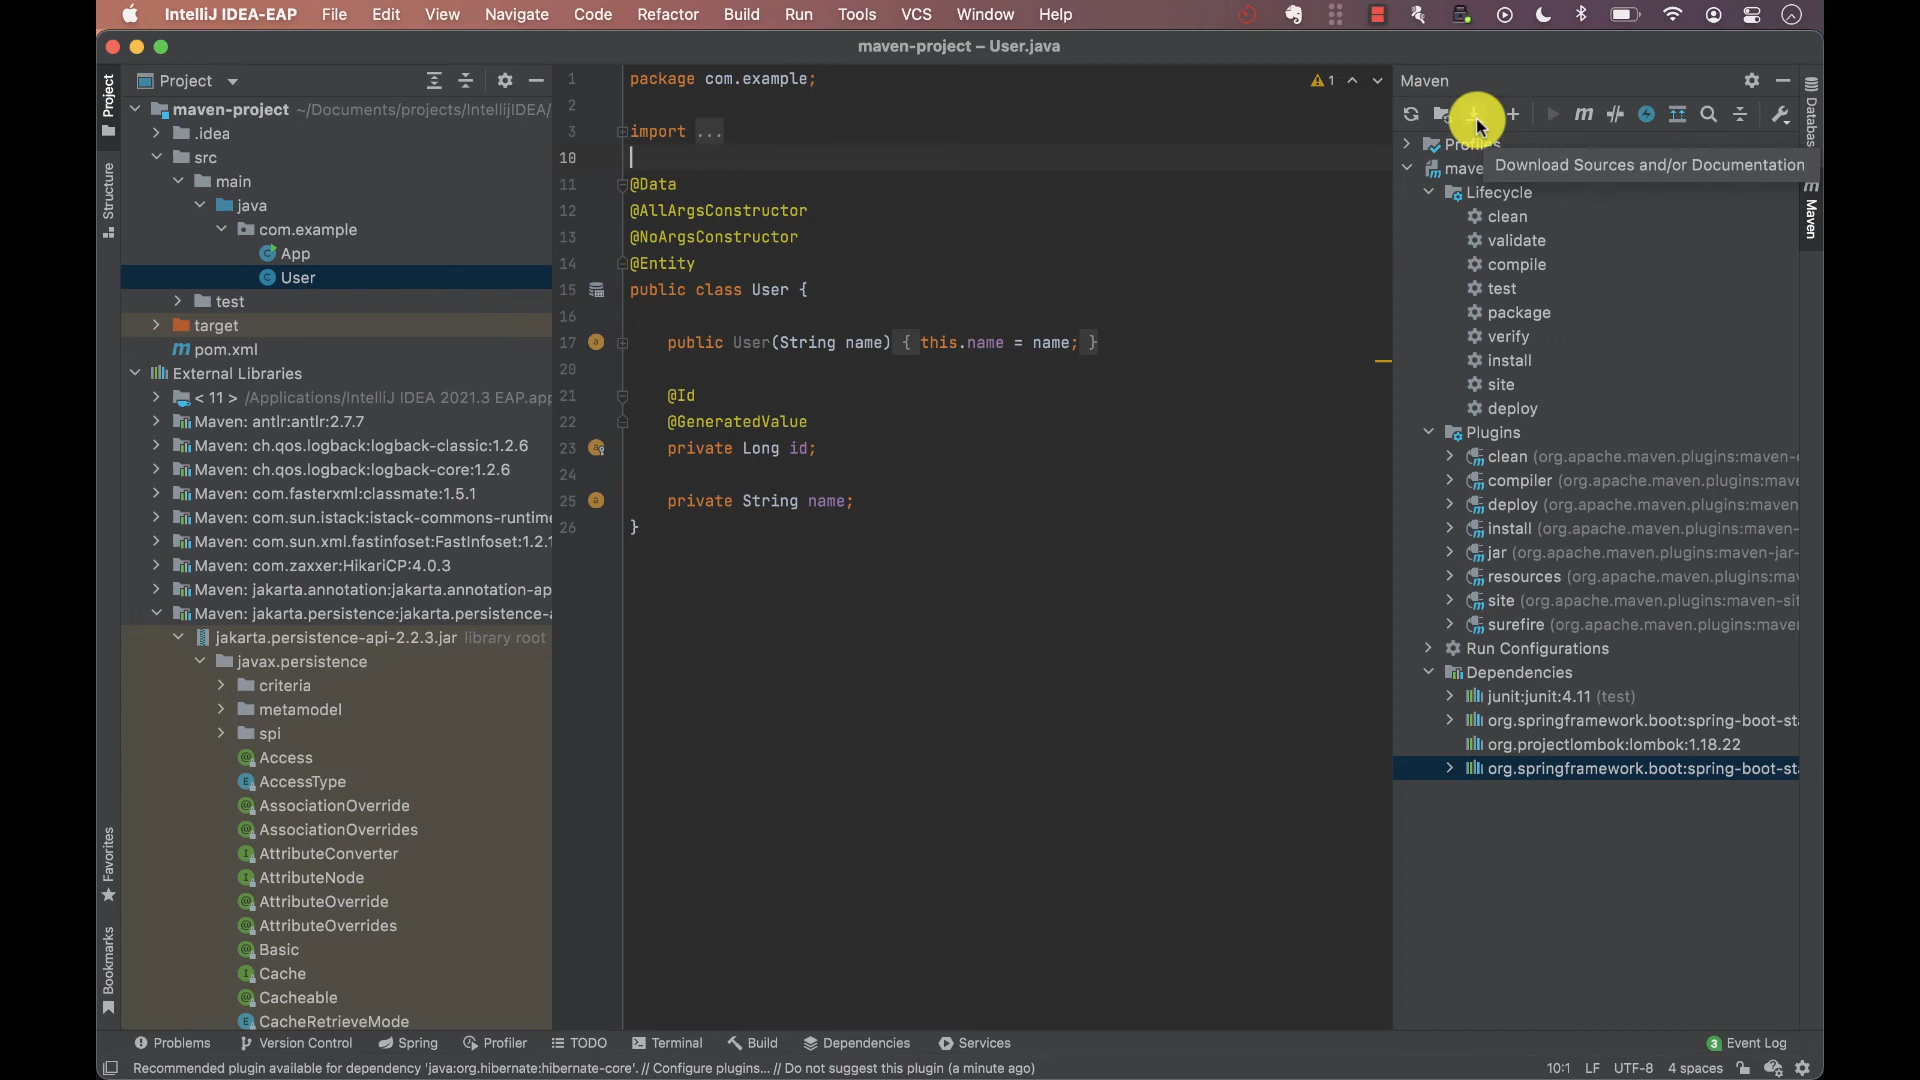 IntelliJ IDEA-EAP File Edit View Navigate Code Refactor Build Run Tools VCS Window Help
maven-project – User.java
Project
maven-project ~/Documents/projects/IntellijIDEA/
.idea
src
main
java
com.example
App
User
test
target
pom.xml
External Libraries
< 11 > /Applications/IntelliJ IDEA 2021.3 EAP.app
Maven: antlr:antlr:2.7.7
Maven: ch.qos.logback:logback-classic:1.2.6
Maven: ch.qos.logback:logback-core:1.2.6
Maven: com.fasterxml:classmate:1.5.1
Maven: com.sun.istack:istack-commons-runtime
Maven: com.sun.xml.fastinfoset:FastInfoset:1.2.1
Maven: com.zaxxer:HikariCP:4.0.3
Maven: jakarta.annotation:jakarta.annotation-ap
Maven: jakarta.persistence:jakarta.persistence-a
jakarta.persistence-api-2.2.3.jar library root
javax.persistence
criteria
metamodel
spi
Access
AccessType
AssociationOverride
AssociationOverrides
AttributeConverter
AttributeNode
AttributeOverride
AttributeOverrides
Basic
Cache
Cacheable
CacheRetrieveMode
Project
Structure
Favorites
Bookmarks
1 package com.example;
2
3 import ...
10
11 @Data
12 @AllArgsConstructor
13 @NoArgsConstructor
14 @Entity
15 public class User {
16
17 public User(String name) { this.name = name; }
20
21 @Id
22 @GeneratedValue
23 private Long id;
24
25 private String name;
26 }
1
Maven
Profiles
mave
Download Sources and/or Documentation
Lifecycle
clean
validate
compile
test
package
verify
install
site
deploy
Plugins
clean (org.apache.maven.plugins:maven-c
compiler (org.apache.maven.plugins:mave
deploy (org.apache.maven.plugins:maven-
install (org.apache.maven.plugins:maven-
jar (org.apache.maven.plugins:maven-jar-
resources (org.apache.maven.plugins:mav
site (org.apache.maven.plugins:maven-sit
surefire (org.apache.maven.plugins:maver
Run Configurations
Dependencies
junit:junit:4.11 (test)
org.springframework.boot:spring-boot-sta
org.projectlombok:lombok:1.18.22
org.springframework.boot:spring-boot-sta
Databas
Maven
Problems Version Control Spring Profiler TODO Terminal Build Dependencies Services 3 Event Log
Recommended plugin available for dependency 'java:org.hibernate:hibernate-core'. // Configure plugins... // Do not suggest this plugin (a minute ago) 10:1 LF UTF-8 4 spaces